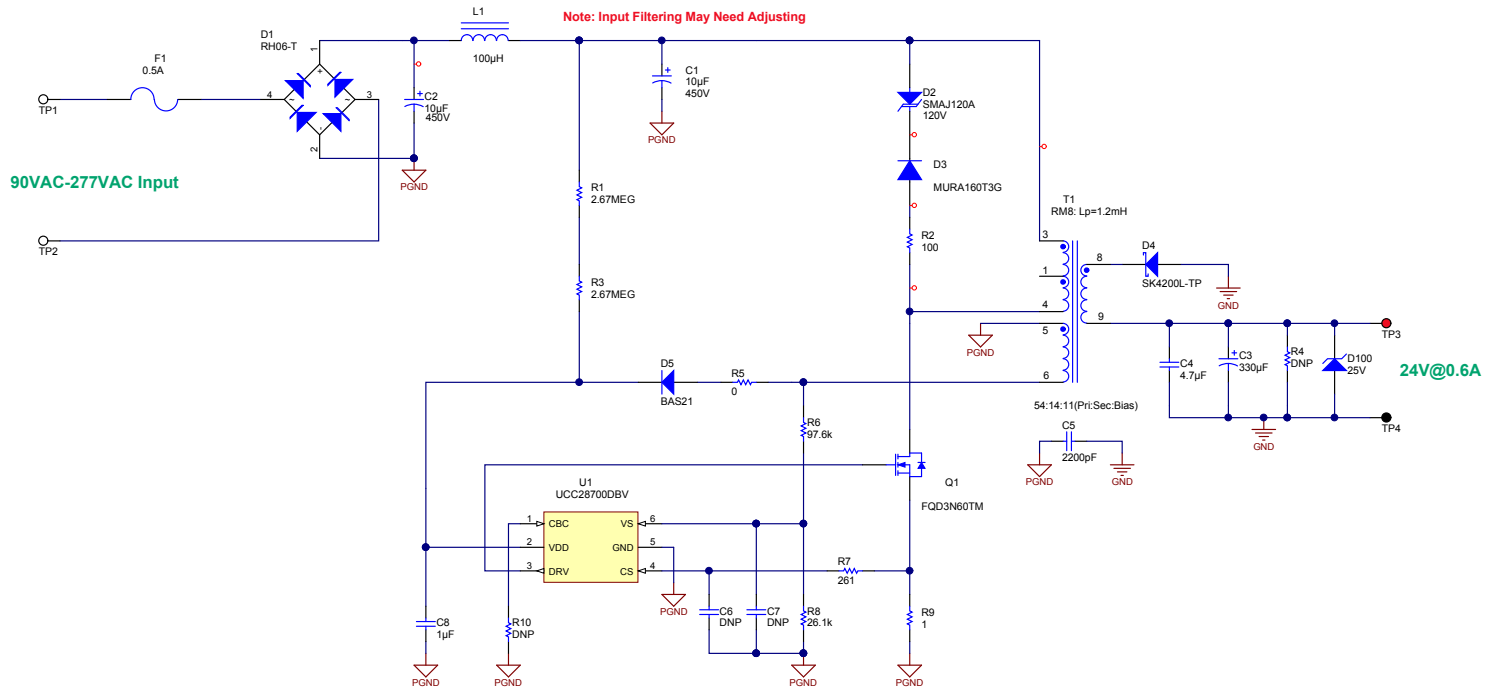 Note: Input Filtering May Need Adjusting
L1
100µH
D1
RH06-T
F1
0.5A
1
+
4
~
~
3
-
2
TP1
TP2
90VAC-277VAC Input
+
C2
10µF
450V
PGND
+
C1
10µF
450V
PGND
D2
SMAJ120A
120V
D3
MURA160T3G
R1
2.67MEG
R2
100
R3
2.67MEG
T1
RM8: Lp=1.2mH
3
1
4
5
6
8
9
PGND
54:14:11(Pri:Sec:Bias)
D4
SK4200L-TP
GND
C4
4.7µF
+
C3
330µF
R4
DNP
D100
25V
TP3
24V@0.6A
TP4
GND
C5
2200pF
PGND
GND
D5
BAS21
R5
0
R6
97.6k
Q1
FQD3N60TM
U1
UCC28700DBV
1
CBC
VS
6
2
VDD
GND
5
3
DRV
CS
4
PGND
R7
261
C8
1µF
R10
DNP
C6
DNP
C7
DNP
R8
26.1k
R9
1
PGND
PGND
PGND
PGND